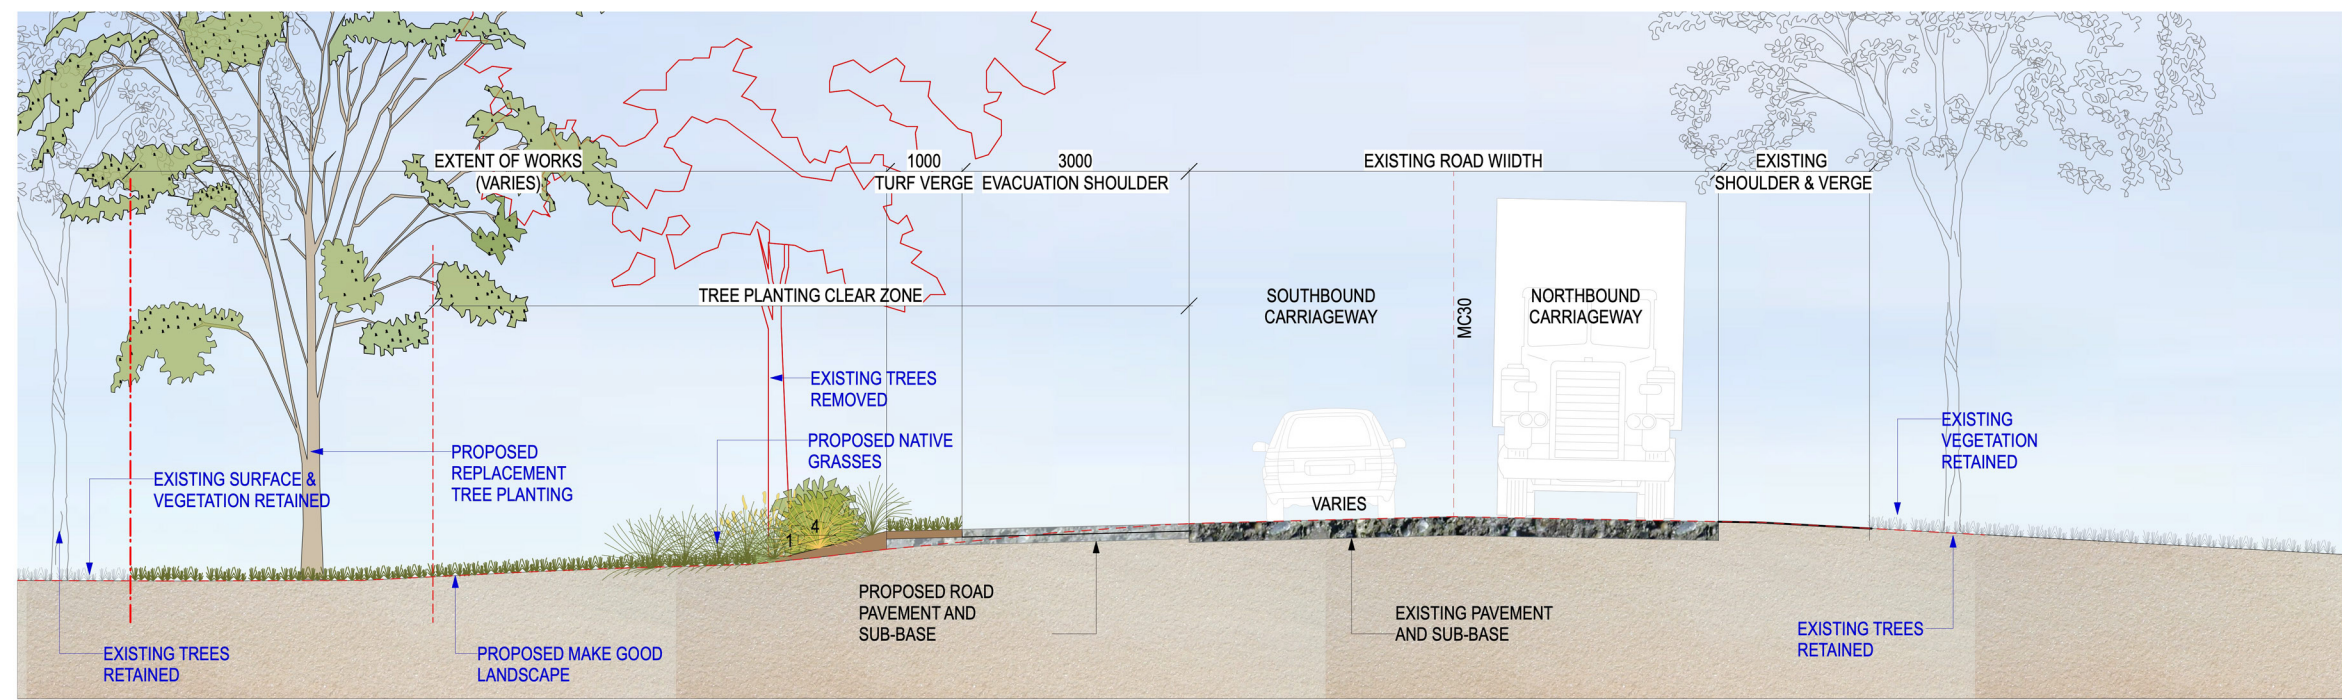 EXTENT OF WORKS
(VARIES)
1000
TURF VERGE
3000
EVACUATION SHOULDER
EXISTING ROAD WIIDTH
EXISTING
SHOULDER & VERGE
TREE PLANTING CLEAR ZONE
SOUTHBOUND
CARRIAGEWAY
MC30
NORTHBOUND
CARRIAGEWAY
EXISTING TREES
REMOVED
PROPOSED NATIVE
GRASSES
PROPOSED
REPLACEMENT
TREE PLANTING
EXISTING SURFACE &
VEGETATION RETAINED
EXISTING
VEGETATION
RETAINED
VARIES
4
1
PROPOSED ROAD
PAVEMENT AND
SUB-BASE
EXISTING PAVEMENT
AND SUB-BASE
EXISTING TREES
RETAINED
EXISTING TREES
RETAINED
PROPOSED MAKE GOOD
LANDSCAPE